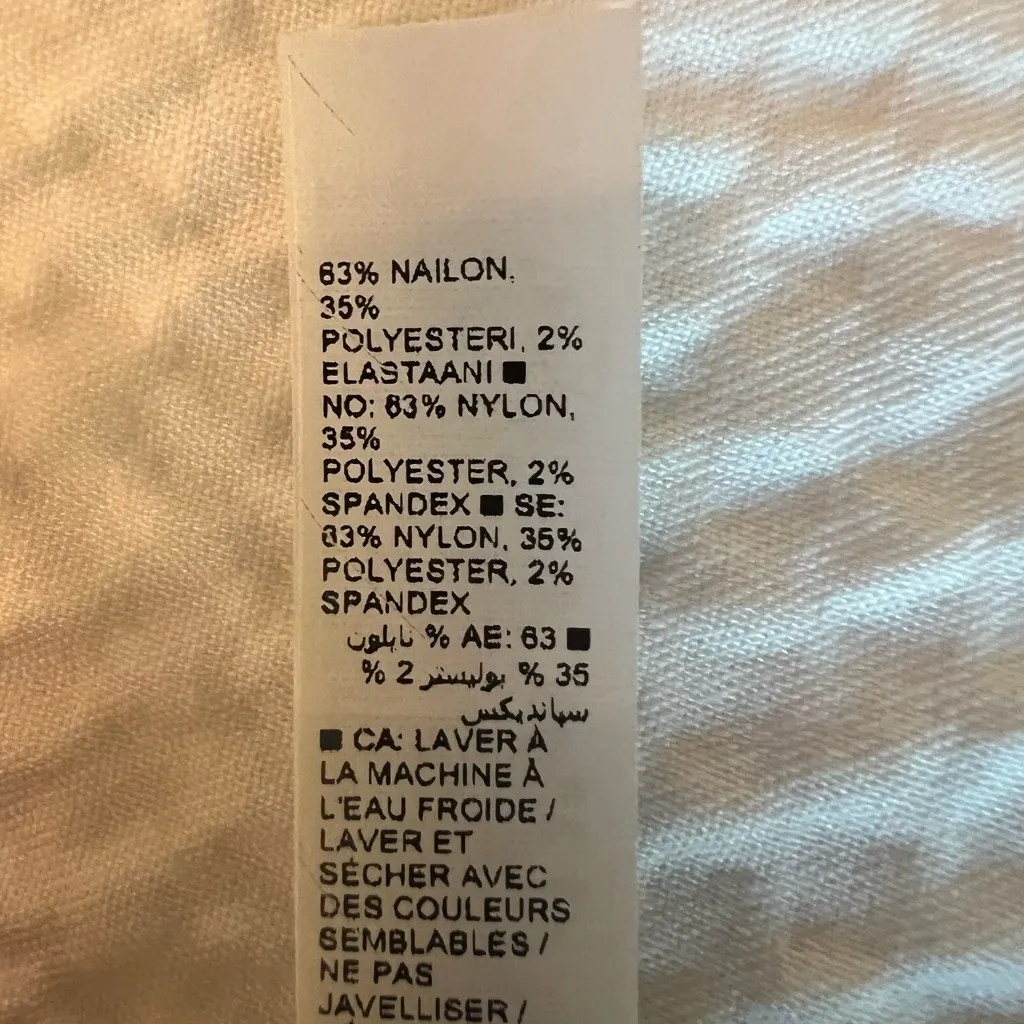 63% NAILON,
35%
POLYESTERI, 2%
ELASTAANI ■
NO: 63% NYLON,
35%
POLYESTER, 2%
SPANDEX ■ SE:
63% NYLON, 35%
POLYESTER, 2%
SPANDEX
■ AE: 63 % نايلون
35 % بوليستر 2 %
سباندیکس
■ CA: LAVER À
LA MACHINE À
L'EAU FROIDE /
LAVER ET
SÉCHER AVEC
DES COULEURS
SEMBLABLES /
NE PAS
JAVELLISER /